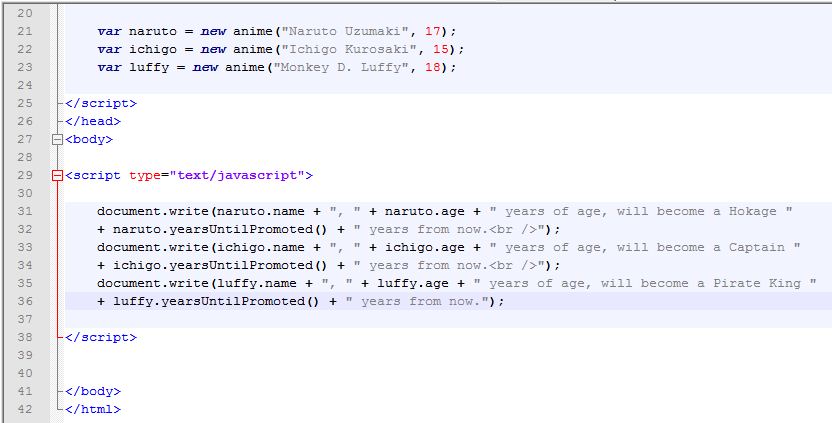 20
21 var naruto = new anime("Naruto Uzumaki", 17);
22 var ichigo = new anime("Ichigo Kurosaki", 15);
23 var luffy = new anime("Monkey D. Luffy", 18);
24
25 </script>
26 </head>
27 <body>
28
29 <script type="text/javascript">
30
31 document.write(naruto.name + ", " + naruto.age + " years of age, will become a Hokage "
32 + naruto.yearsUntilPromoted() + " years from now.<br />");
33 document.write(ichigo.name + ", " + ichigo.age + " years of age, will become a Captain "
34 + ichigo.yearsUntilPromoted() + " years from now.<br />");
35 document.write(luffy.name + ", " + luffy.age + " years of age, will become a Pirate King "
36 + luffy.yearsUntilPromoted() + " years from now.");
37
38 </script>
39
40
41 </body>
42 </html>